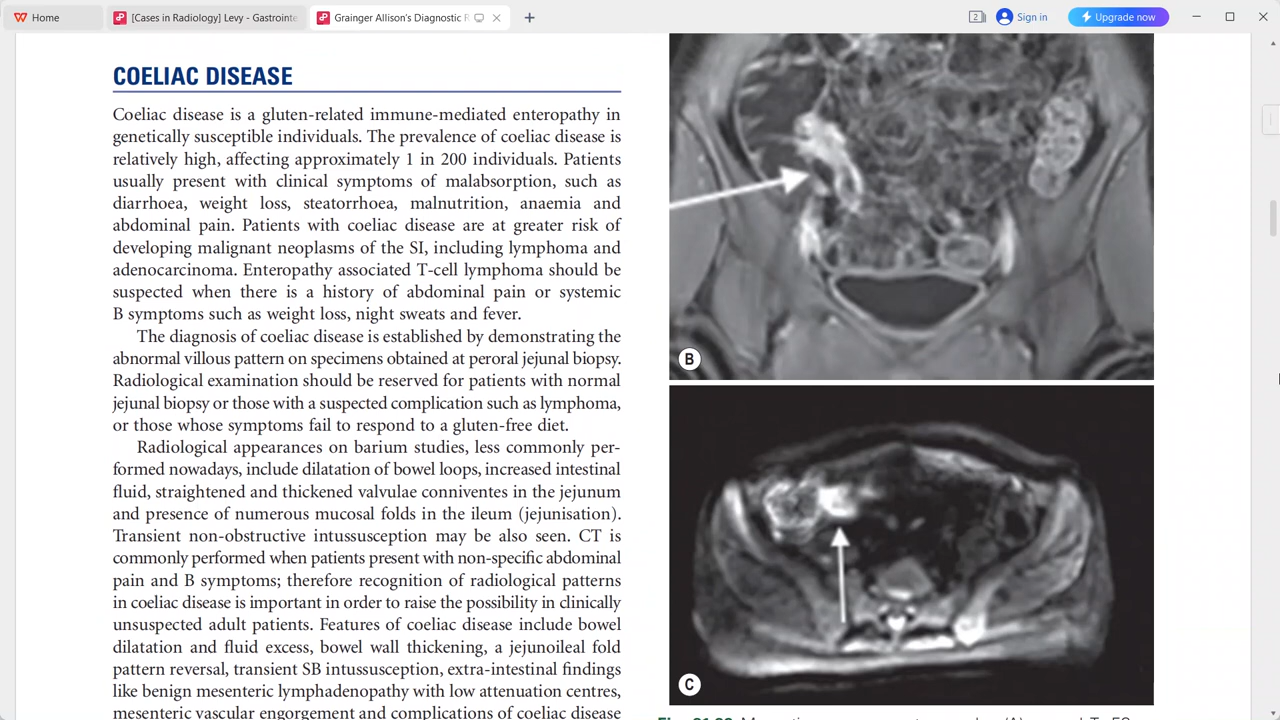 Home
[Cases in Radiology] Levy - Gastrointe
Grainger Allison's Diagnostic R
2
Sign in
Upgrade now
COELIAC DISEASE
Coeliac disease is a gluten-related immune-mediated enteropathy in
genetically susceptible individuals. The prevalence of coeliac disease is
relatively high, affecting approximately 1 in 200 individuals. Patients
usually present with clinical symptoms of malabsorption, such as
diarrhoea, weight loss, steatorrhoea, malnutrition, anaemia and
abdominal pain. Patients with coeliac disease are at greater risk of
developing malignant neoplasms of the SI, including lymphoma and
adenocarcinoma. Enteropathy associated T-cell lymphoma should be
suspected when there is a history of abdominal pain or systemic
B symptoms such as weight loss, night sweats and fever.
The diagnosis of coeliac disease is established by demonstrating the
abnormal villous pattern on specimens obtained at peroral jejunal biopsy.
Radiological examination should be reserved for patients with normal
jejunal biopsy or those with a suspected complication such as lymphoma,
or those whose symptoms fail to respond to a gluten-free diet.
Radiological appearances on barium studies, less commonly per-
formed nowadays, include dilatation of bowel loops, increased intestinal
fluid, straightened and thickened valvulae conniventes in the jejunum
and presence of numerous mucosal folds in the ileum (jejunisation).
Transient non-obstructive intussusception may be also seen. CT is
commonly performed when patients present with non-specific abdominal
pain and B symptoms; therefore recognition of radiological patterns
in coeliac disease is important in order to raise the possibility in clinically
unsuspected adult patients. Features of coeliac disease include bowel
dilatation and fluid excess, bowel wall thickening, a jejunoileal fold
pattern reversal, transient SB intussusception, extra-intestinal findings
like benign mesenteric lymphadenopathy with low attenuation centres,
mesenteric vascular engorgement and complications of coeliac disease
B
C